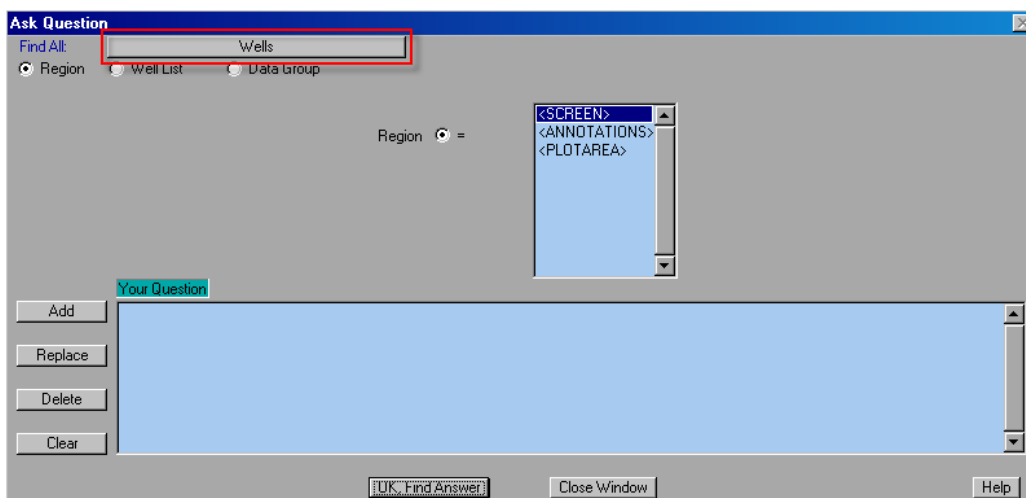 Ask Question
Find All: Wells
Region Well List Data Group
<SCREEN>
<ANNOTATIONS>
<PLOTAREA>
Region =
Your Question
Add
Replace
Delete
Clear
OK, Find Answer Close Window Help